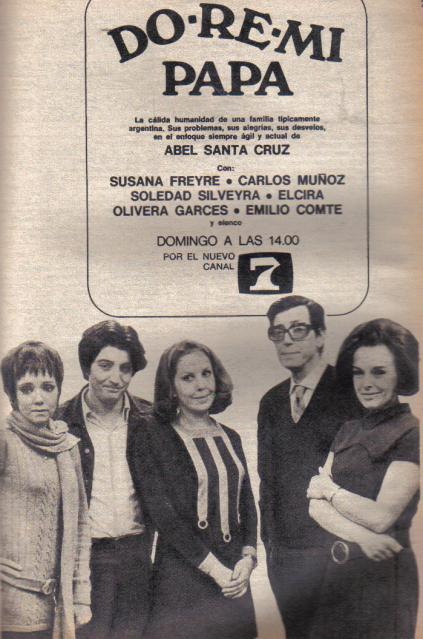 DO·RE·MI
PAPA
La cálida humanidad de una familia típicamente
argentina. Sus problemas, sus alegrías, sus desvelos,
en el enfoque siempre ágil y actual de
ABEL SANTA CRUZ
Con:
SUSANA FREYRE • CARLOS MUÑOZ
SOLEDAD SILVEYRA • ELCIRA
OLIVERA GARCES • EMILIO COMTE
y elenco
DOMINGO A LAS 14.00
POR EL NUEVO
CANAL 7